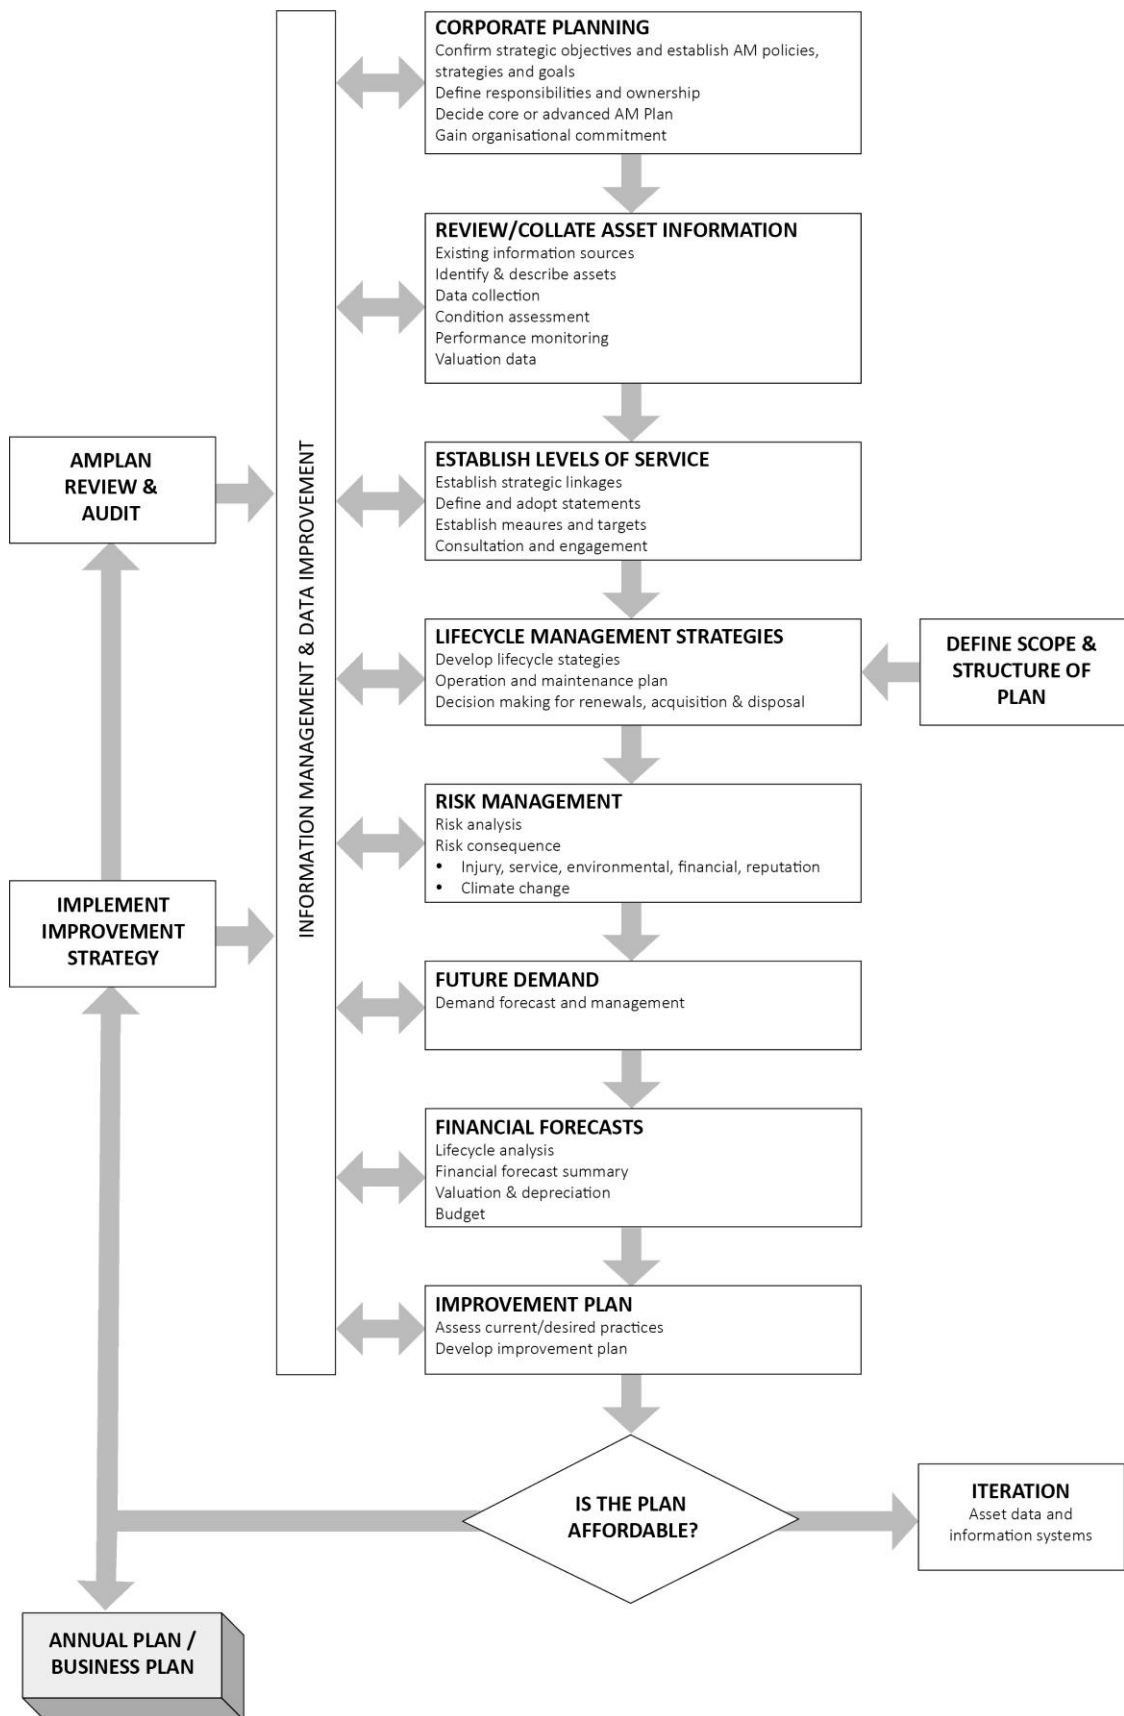 CORPORATE PLANNING
Confirm strategic objectives and establish AM policies,
strategies and goals
Define responsibilities and ownership
Decide core or advanced AM Plan
Gain organisational commitment
REVIEW/COLLATE ASSET INFORMATION
Existing information sources
Identify & describe assets
Data collection
Condition assessment
Performance monitoring
Valuation data
AMPLAN
REVIEW &
AUDIT
INFORMATION MANAGEMENT & DATA IMPROVEMENT
ESTABLISH LEVELS OF SERVICE
Establish strategic linkages
Define and adopt statements
Establish meaures and targets
Consultation and engagement
LIFECYCLE MANAGEMENT STRATEGIES
Develop lifecycle stategies
Operation and maintenance plan
Decision making for renewals, acquisition & disposal
DEFINE SCOPE &
STRUCTURE OF
PLAN
RISK MANAGEMENT
Risk analysis
Risk consequence
• Injury, service, environmental, financial, reputation
• Climate change
IMPLEMENT
IMPROVEMENT
STRATEGY
FUTURE DEMAND
Demand forecast and management
FINANCIAL FORECASTS
Lifecycle analysis
Financial forecast summary
Valuation & depreciation
Budget
IMPROVEMENT PLAN
Assess current/desired practices
Develop improvement plan
IS THE PLAN
AFFORDABLE?
ITERATION
Asset data and
information systems
ANNUAL PLAN /
BUSINESS PLAN